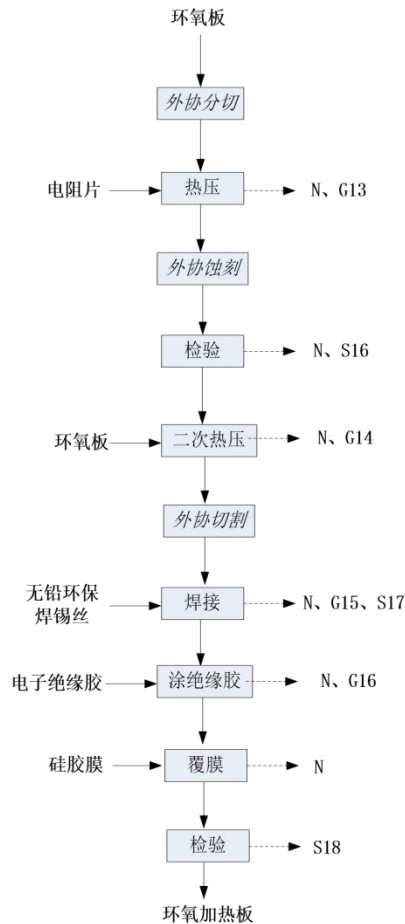 环氧板
外协分切
电阻片
热压
N、G13
外协蚀刻
检验
N、S16
环氧板
二次热压
N、G14
外协切割
无铅环保
焊锡丝
焊接
N、G15、S17
电子绝缘胶
涂绝缘胶
N、G16
硅胶膜
覆膜
N
检验
S18
环氧加热板